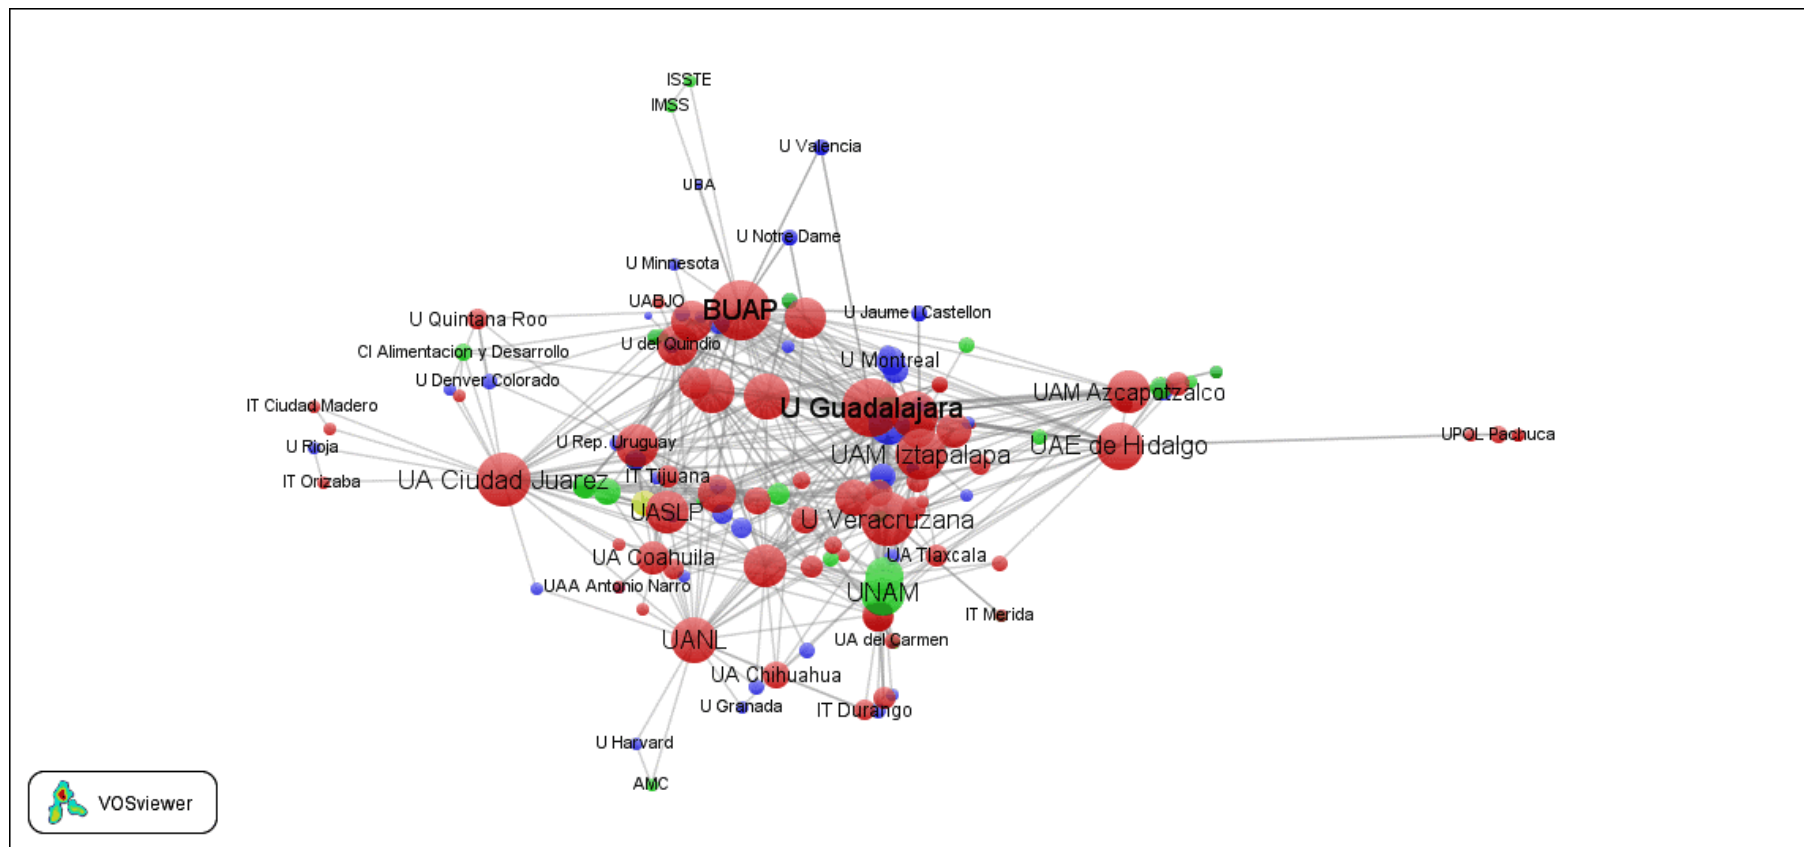 ISSTE
IMSS
U Valencia
UBA
U Notre Dame
U Minnesota
UABJO
BUAP
U Jaume I Castellon
U Quintana Roo
U del Quindio
CI Alimentacion y Desarrollo
U Montreal
U Denver Colorado
UAM Azcapotzalco
IT Ciudad Madero
U Guadalajara
UPOL Pachuca
U Rep. Uruguay
U Rioja
UAE de Hidalgo
UAM Iztapalapa
IT Tijuana
UA Ciudad Juarez
IT Orizaba
UASLP
U Veracruzana
UA Coahuila
UA Tlaxcala
UAA Antonio Narro
UNAM
IT Merida
UANL
UA del Carmen
UA Chihuahua
U Granada
IT Durango
U Harvard
AMC
VOSviewer